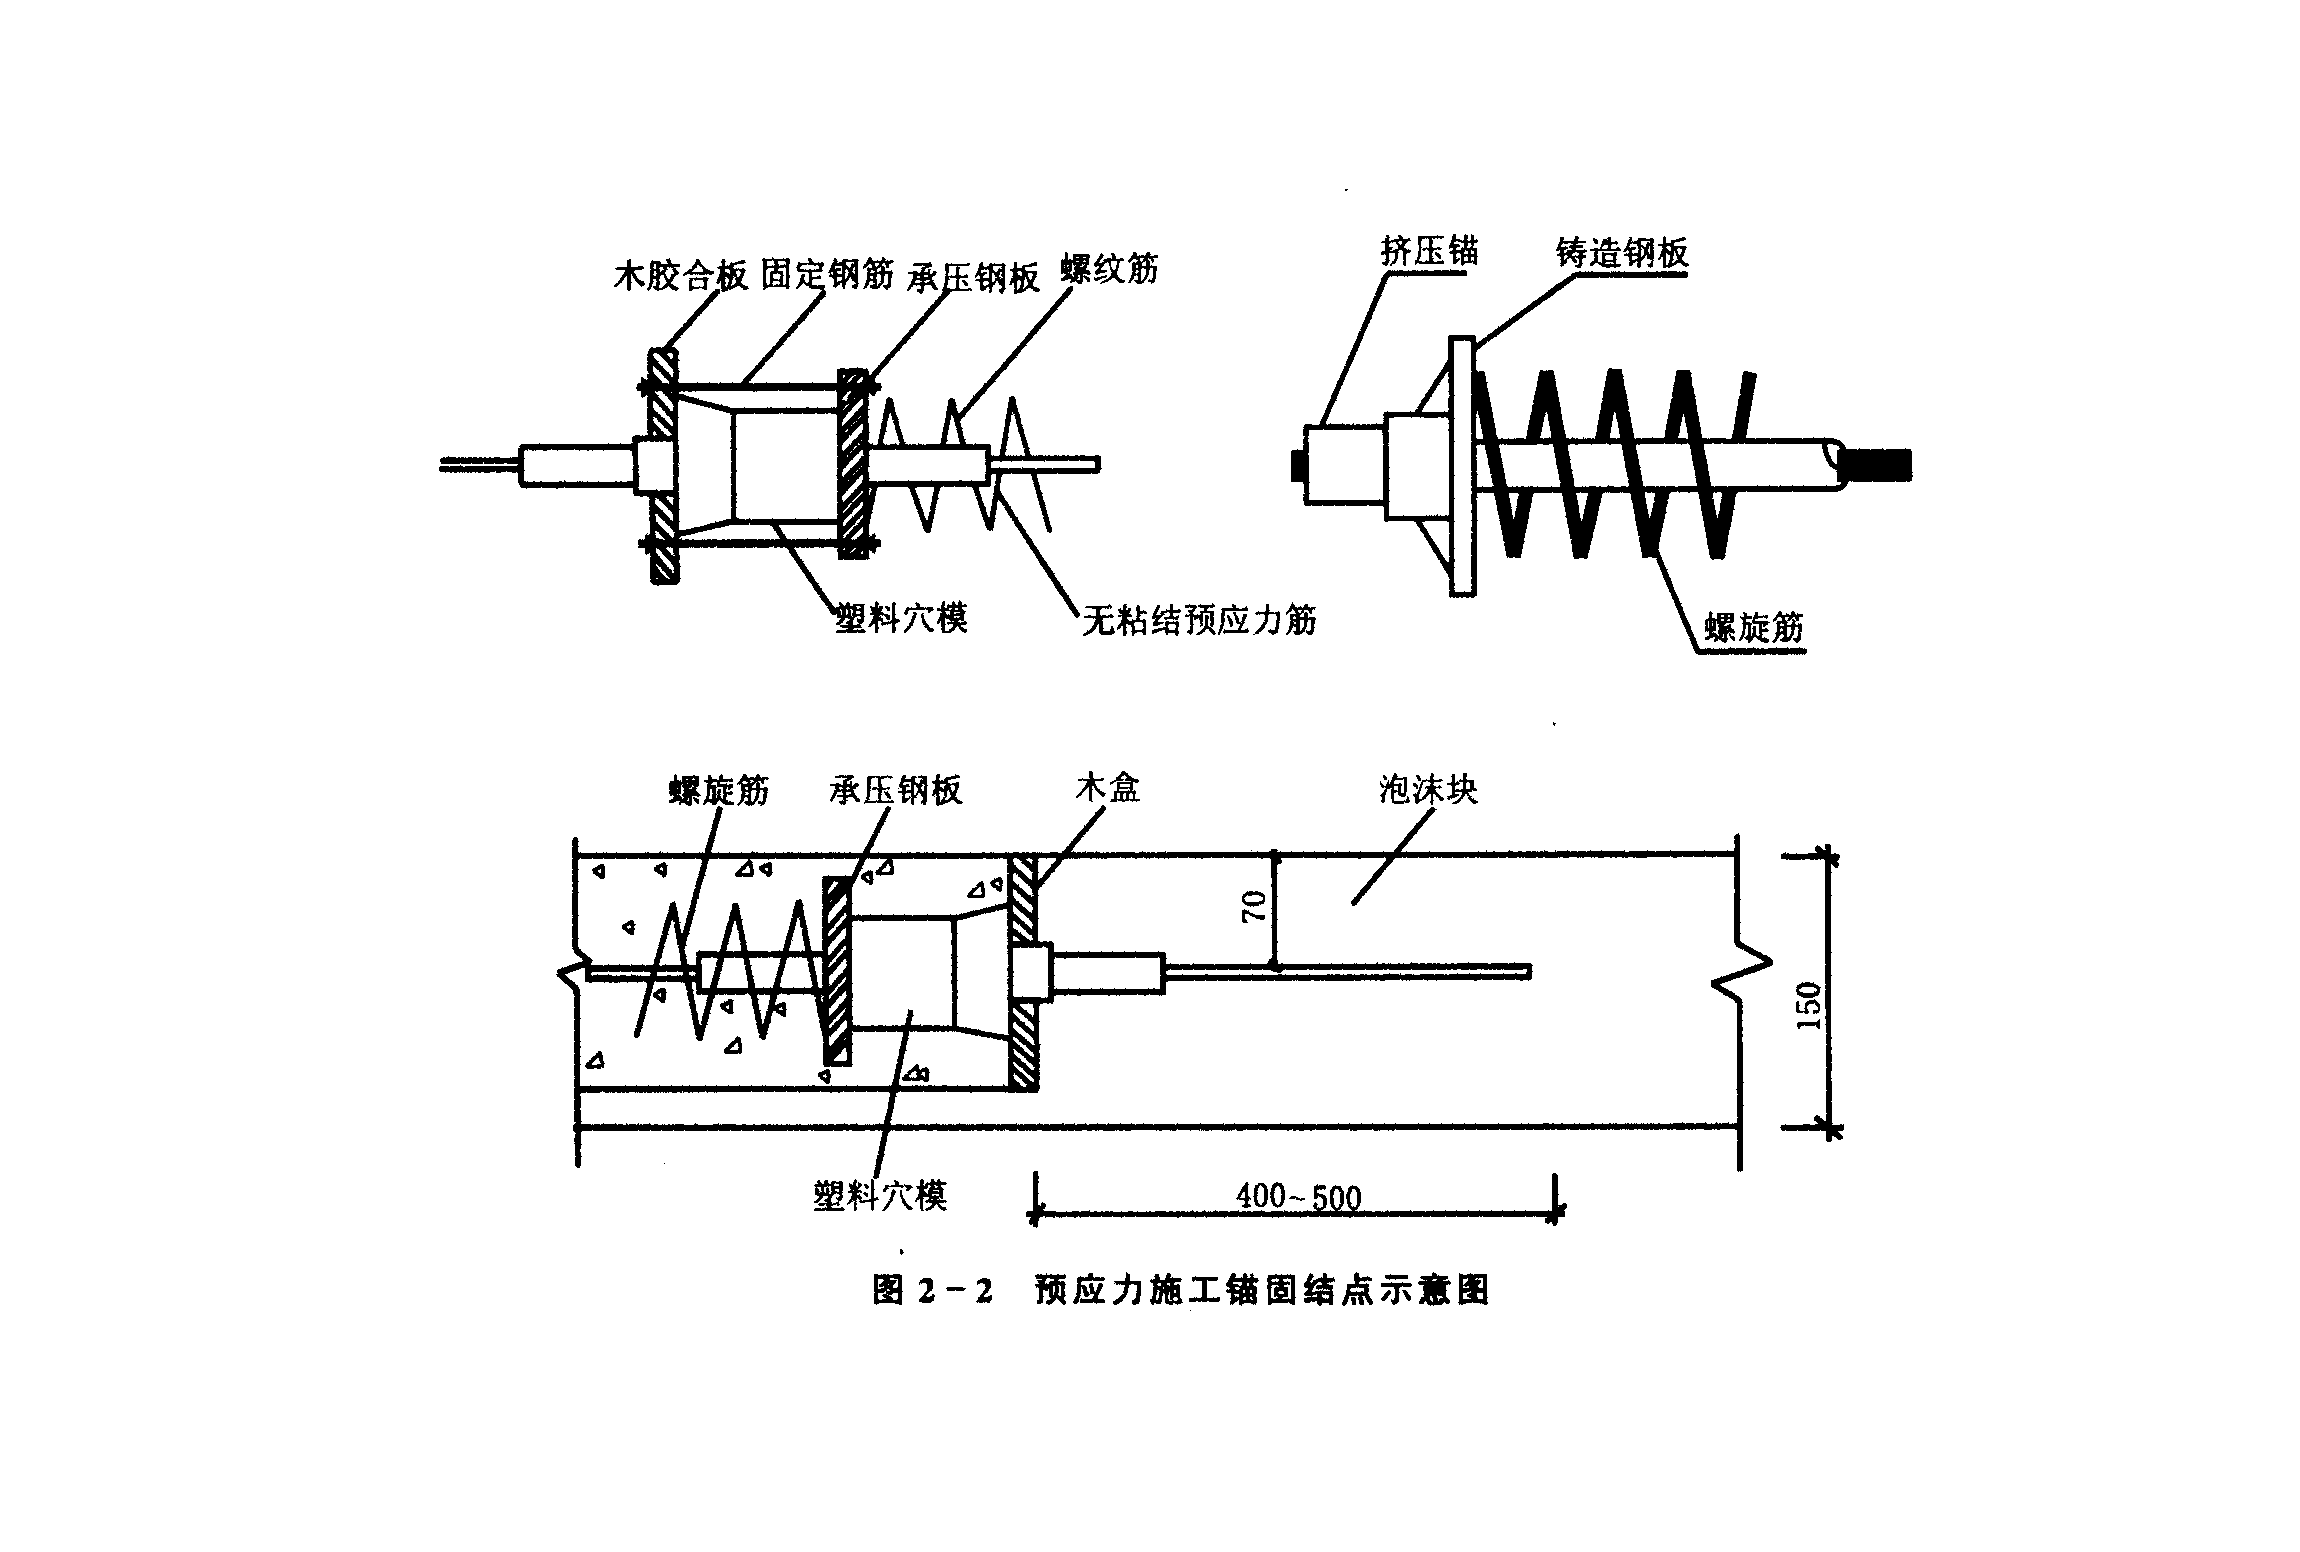 木胶合板 固定钢筋 承压钢板 螺纹筋
挤压锚 铸造钢板
塑料穴模 无粘结预应力筋
螺旋筋
螺旋筋 承压钢板 木盒 泡沫块
70
150
塑料穴模
400~500
图 2-2 预应力施工锚固结点示意图